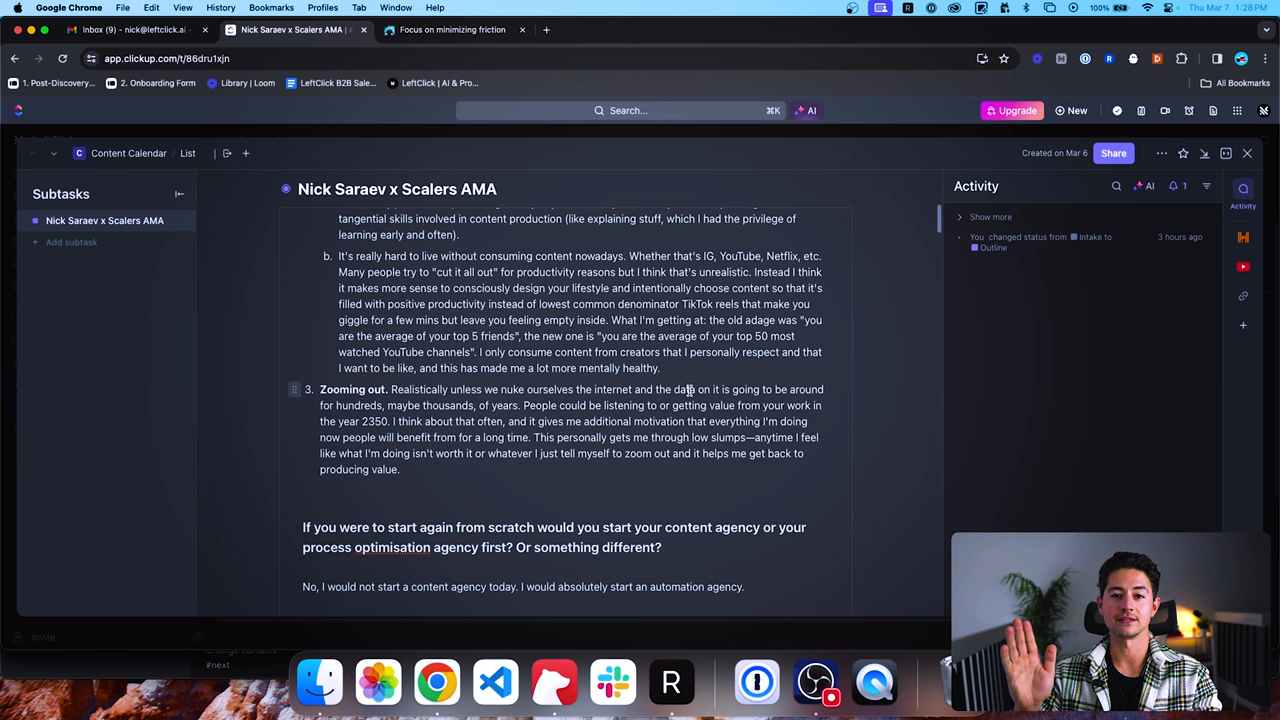 Google Chrome File Edit View History Bookmarks Profiles Tab Window Help 100% Thu Mar 7 1:28 PM
Inbox (9) - nick@leftclick.ai - Nick Saraev x Scalers AMA | Focus on minimizing friction
app.clickup.com/t/86dru1xjn
1. Post-Discovery... 2. Onboarding Form Library | Loom LeftClick B2B Sale... LeftClick | AI & Pro... All Bookmarks
Search... ⌘K AI Upgrade New
C Content Calendar / List Created on Mar 6 Share
Subtasks
Nick Saraev x Scalers AMA
Add subtask
Nick Saraev x Scalers AMA
tangential skills involved in content production (like explaining stuff, which I had the privilege of
learning early and often).
b. It's really hard to live without consuming content nowadays. Whether that's IG, YouTube, Netflix, etc.
Many people try to "cut it all out" for productivity reasons but I think that's unrealistic. Instead I think
it makes more sense to consciously design your lifestyle and intentionally choose content so that it's
filled with positive productivity instead of lowest common denominator TikTok reels that make you
giggle for a few mins but leave you feeling empty inside. What I'm getting at: the old adage was "you
are the average of your top 5 friends", the new one is "you are the average of your top 50 most
watched YouTube channels". I only consume content from creators that I personally respect and that
I want to be like, and this has made me a lot more mentally healthy.
3. Zooming out. Realistically unless we nuke ourselves the internet and the data on it is going to be around
for hundreds, maybe thousands, of years. People could be listening to or getting value from your work in
the year 2350. I think about that often, and it gives me additional motivation that everything I'm doing
now people will benefit from for a long time. This personally gets me through low slumps—anytime I feel
like what I'm doing isn't worth it or whatever I just tell myself to zoom out and it helps me get back to
producing value.
If you were to start again from scratch would you start your content agency or your
process optimisation agency first? Or something different?
No, I would not start a content agency today. I would absolutely start an automation agency.
Activity
AI 1
Show more
You changed status from Intake to 3 hours ago
Outline
Activity
Invite
#next
R